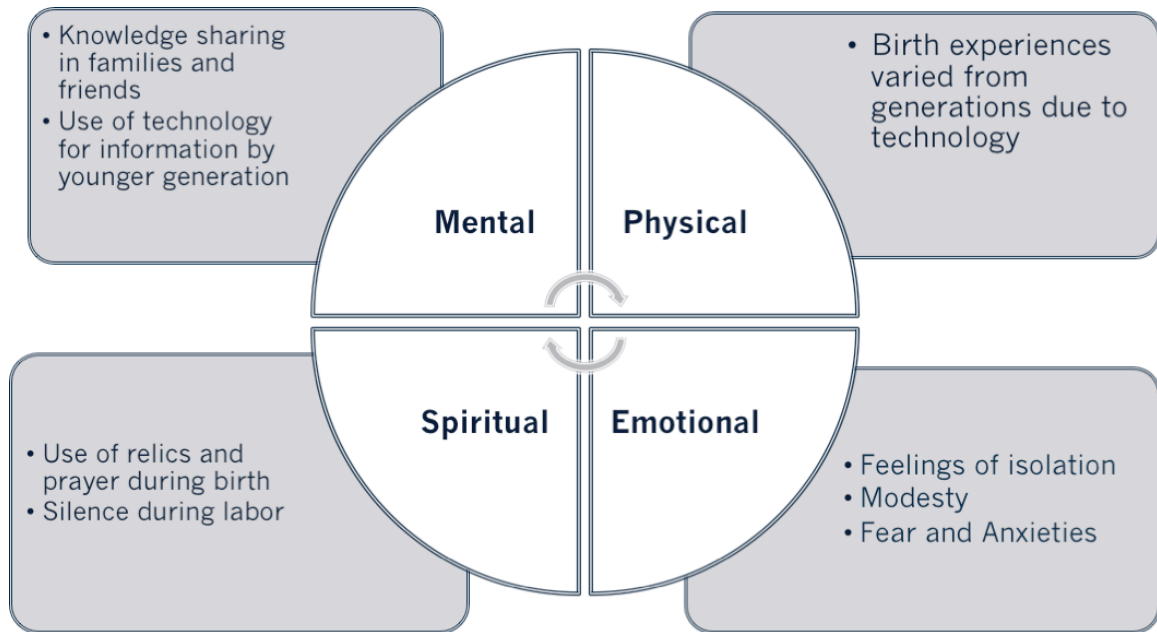 • Knowledge sharing
in families and
friends
• Use of technology
for information by
younger generation
• Birth experiences
varied from
generations due to
technology
Mental
Physical
Spiritual
Emotional
• Use of relics and
prayer during birth
• Silence during labor
• Feelings of isolation
• Modesty
• Fear and Anxieties